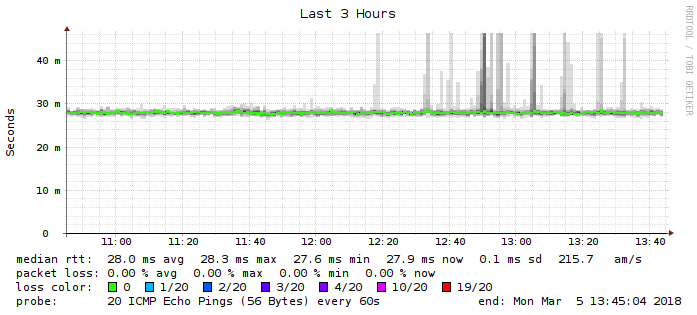 Last 3 Hours
RRDTOOL / TOBI OETIKER
Seconds
40 m
30 m
20 m
10 m
0
11:00 11:20 11:40 12:00 12:20 12:40 13:00 13:20 13:40
median rtt: 28.0 ms avg 28.3 ms max 27.6 ms min 27.9 ms now 0.1 ms sd 215.7 am/s
packet loss: 0.00 % avg 0.00 % max 0.00 % min 0.00 % now
loss color: 0 1/20 2/20 3/20 4/20 10/20 19/20
probe: 20 ICMP Echo Pings (56 Bytes) every 60s end: Mon Mar 5 13:45:04 2018